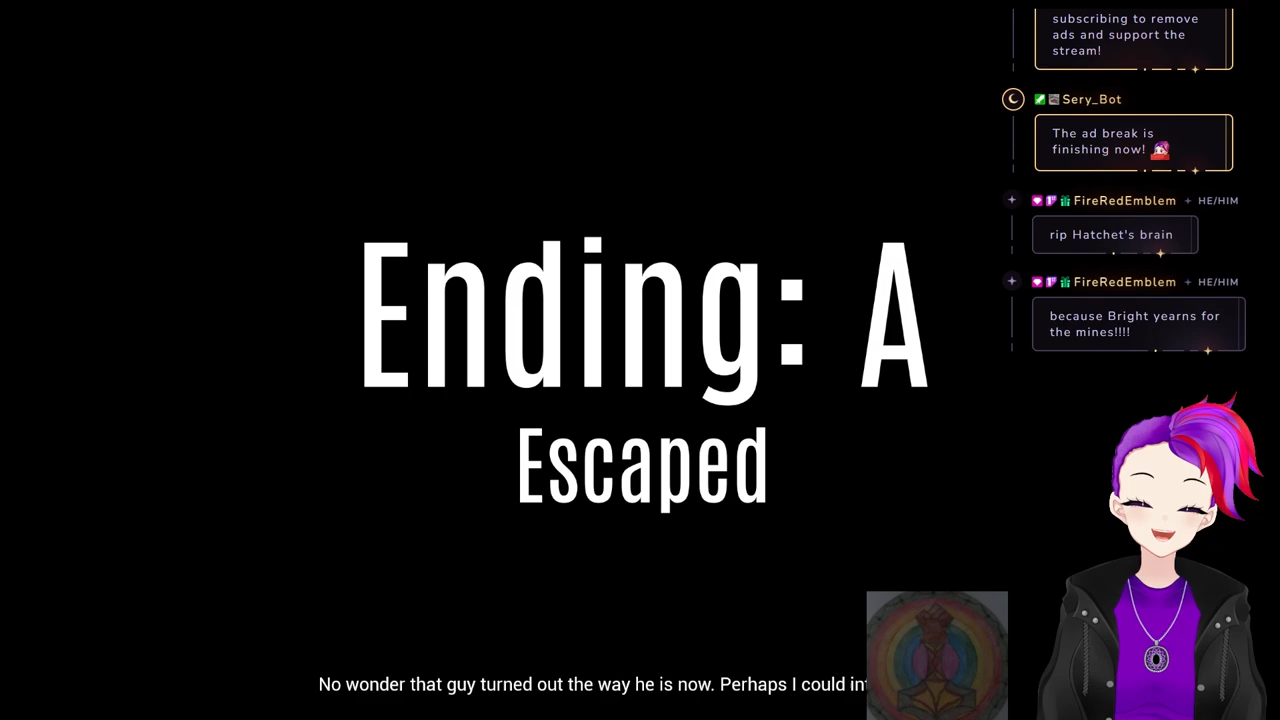 subscribing to remove
ads and support the
stream!
Sery_Bot
The ad break is
finishing now!
FireRedEmblem HE/HIM
rip Hatchet's brain
FireRedEmblem HE/HIM
because Bright yearns for
the mines!!!!
Ending: A
Escaped
No wonder that guy turned out the way he is now. Perhaps I could